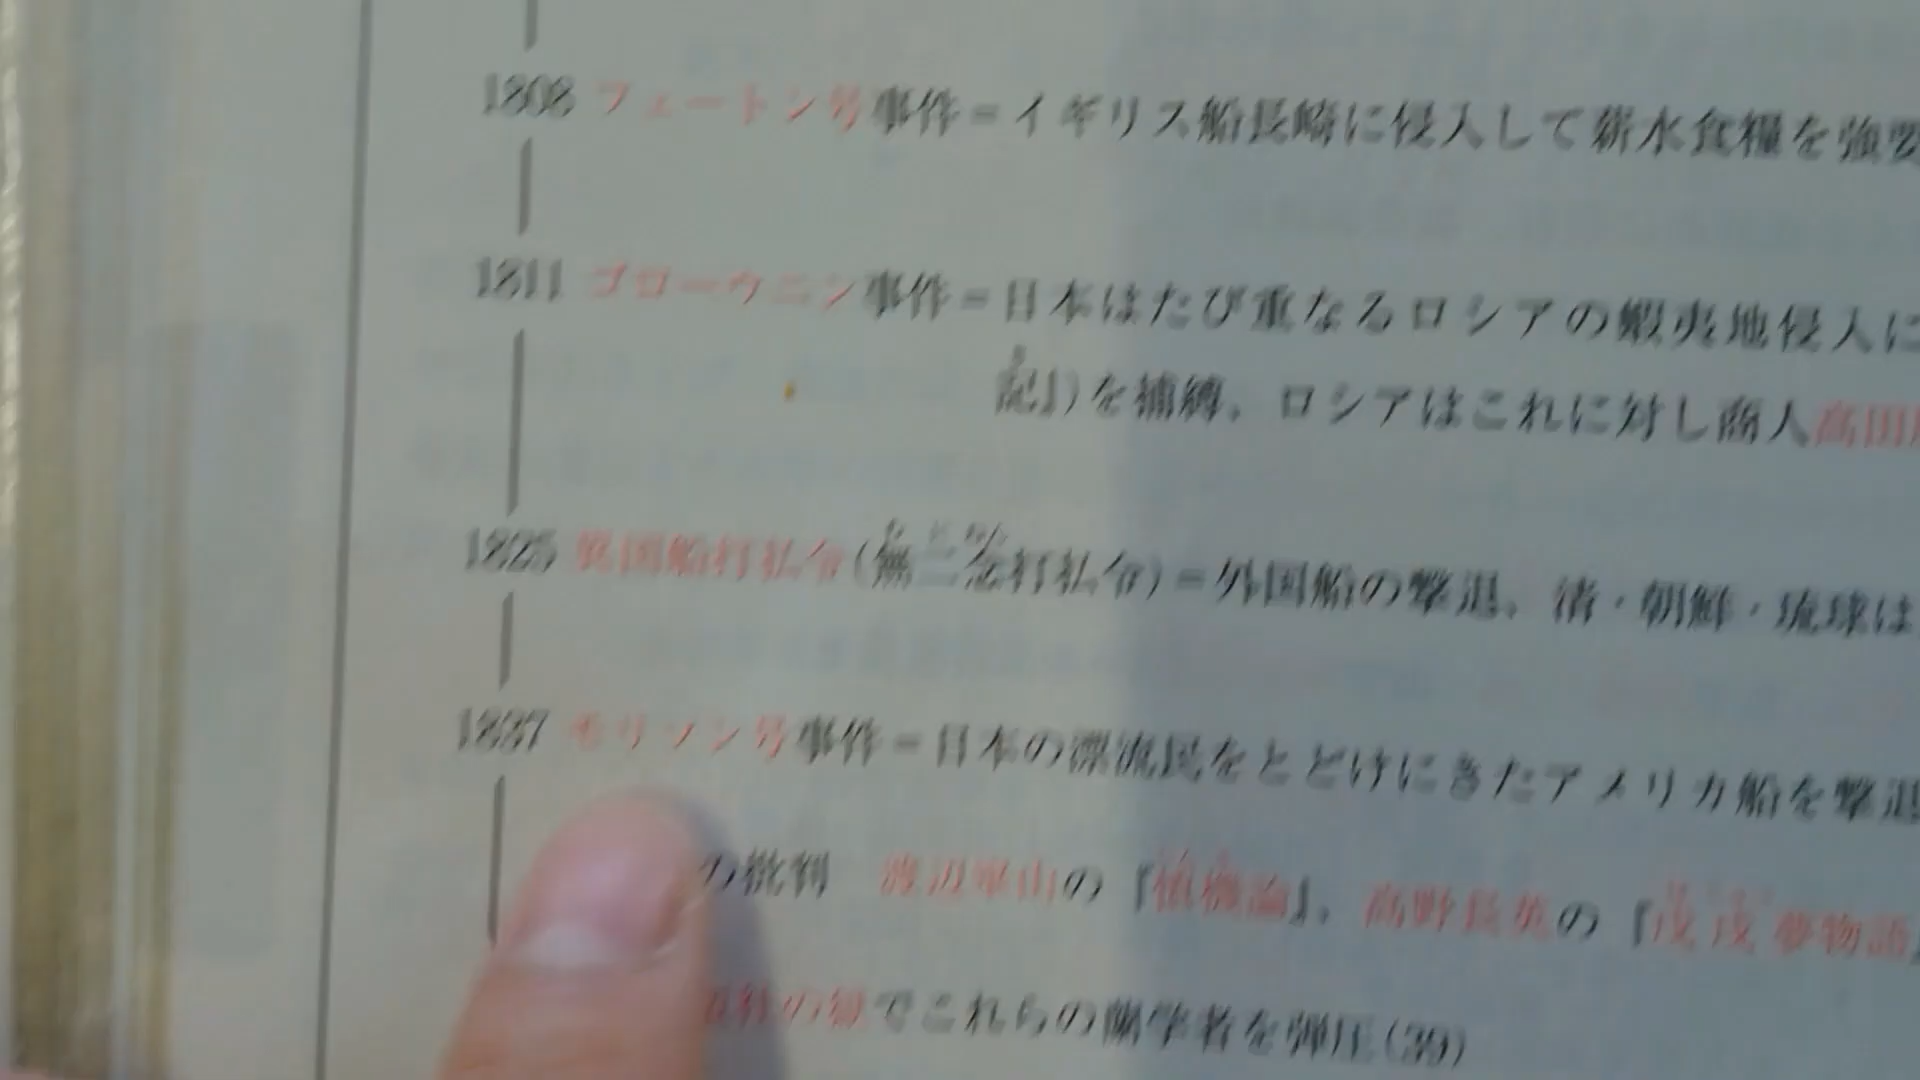 1808 フェートン号事件=イギリス船長崎に侵入して薪水食糧を強要
1811 ゴローウニン事件=日本はたび重なるロシアの蝦夷地侵入に
記』)を捕縛。ロシアはこれに対し商人高田
1825 異国船打払令(無二念打払令)=外国船の撃退。清・朝鮮・琉球は
1837 モリソン号事件=日本の漂流民をとどけにきたアメリカ船を撃退
の批判 渡辺崋山の『慎機論』,高野長英の『戊戌夢物語』
の獄でこれらの蘭学者を弾圧(39)